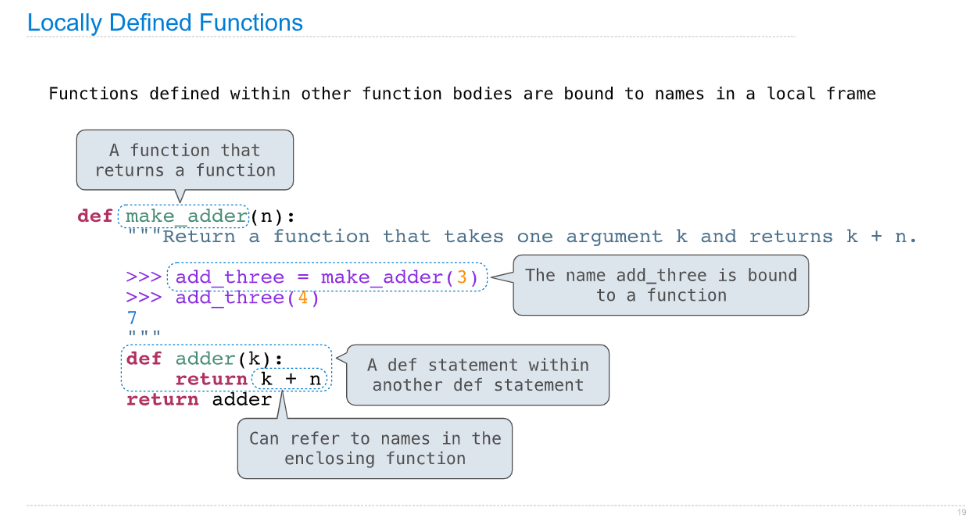 Locally Defined Functions
Functions defined within other function bodies are bound to names in a local frame
A function that
returns a function
def make_adder(n):
"""Return a function that takes one argument k and returns k + n.
>>> add_three = make_adder(3)
>>> add_three(4)
7
"""
The name add_three is bound
to a function
def adder(k):
return k + n
return adder
A def statement within
another def statement
Can refer to names in the
enclosing function
19